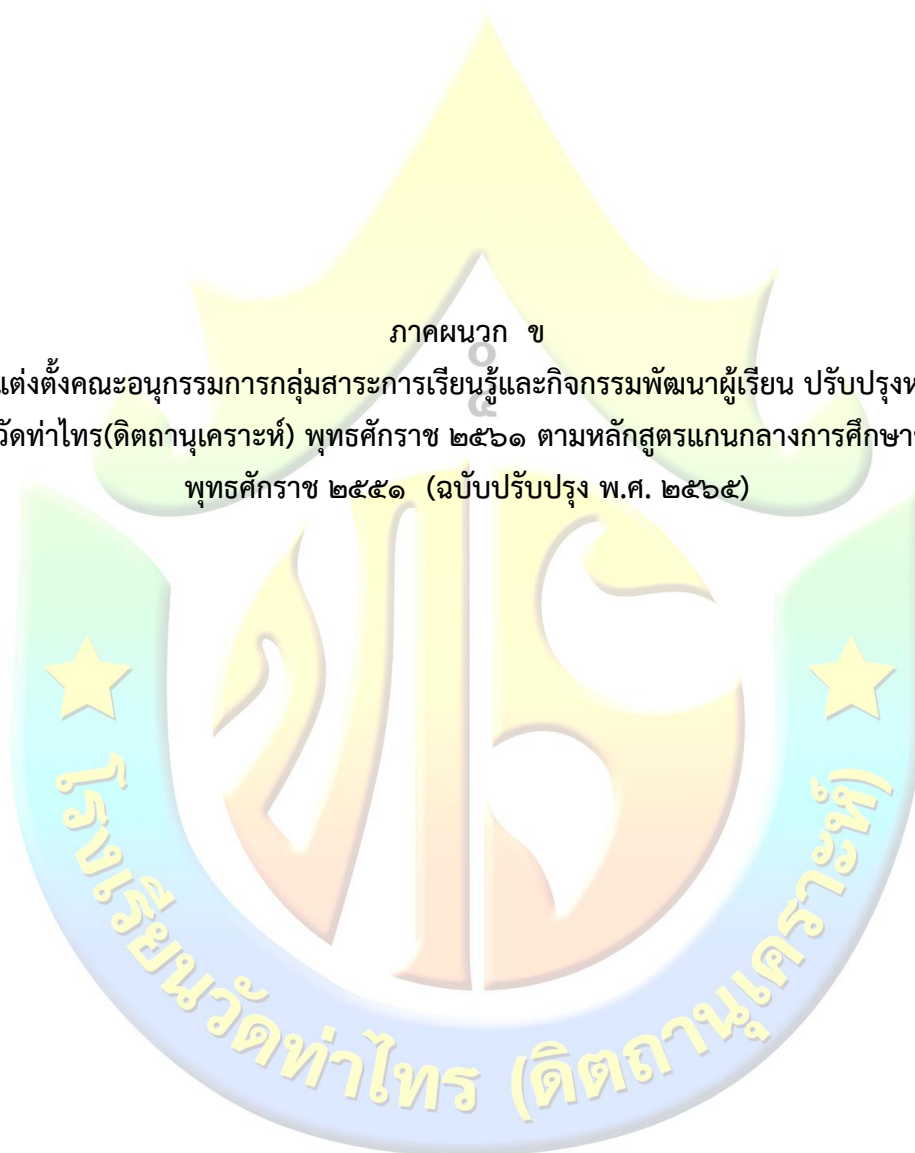 ภาคผนวก ข
แต่งตั้งคณะอนุกรรมการกลุ่มสาระการเรียนรู้และกิจกรรมพัฒนาผู้เรียน ปรับปรุงห
วัดท่าไทร(ดิตถานุเคราะห์) พุทธศักราช ๒๕๖๑ ตามหลักสูตรแกนกลางการศึกษา
พุทธศักราช ๒๕๕๑ (ฉบับปรับปรุง พ.ศ. ๒๕๖๕)
ทร
โรงเรียนวัดท่าไทร (ดิตถานุเคราะห์)